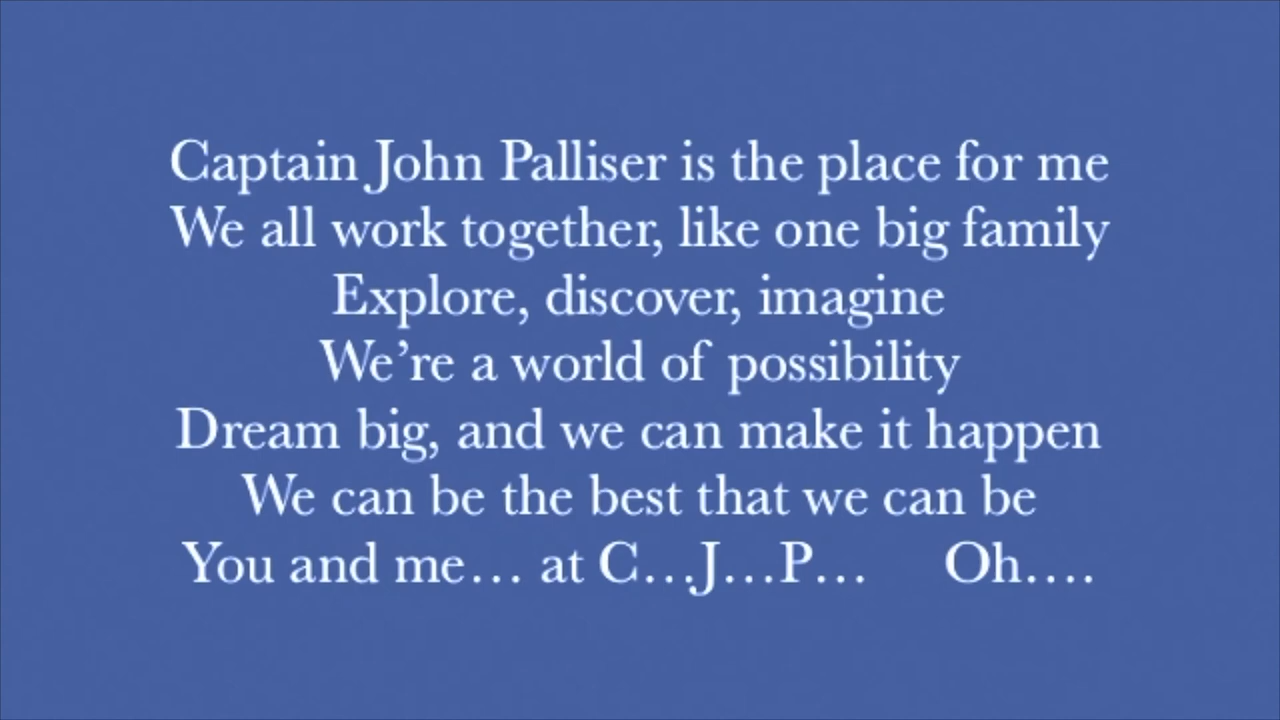 Captain John Palliser is the place for me
We all work together, like one big family
Explore, discover, imagine
We’re a world of possibility
Dream big, and we can make it happen
We can be the best that we can be
You and me… at C…J…P… Oh….